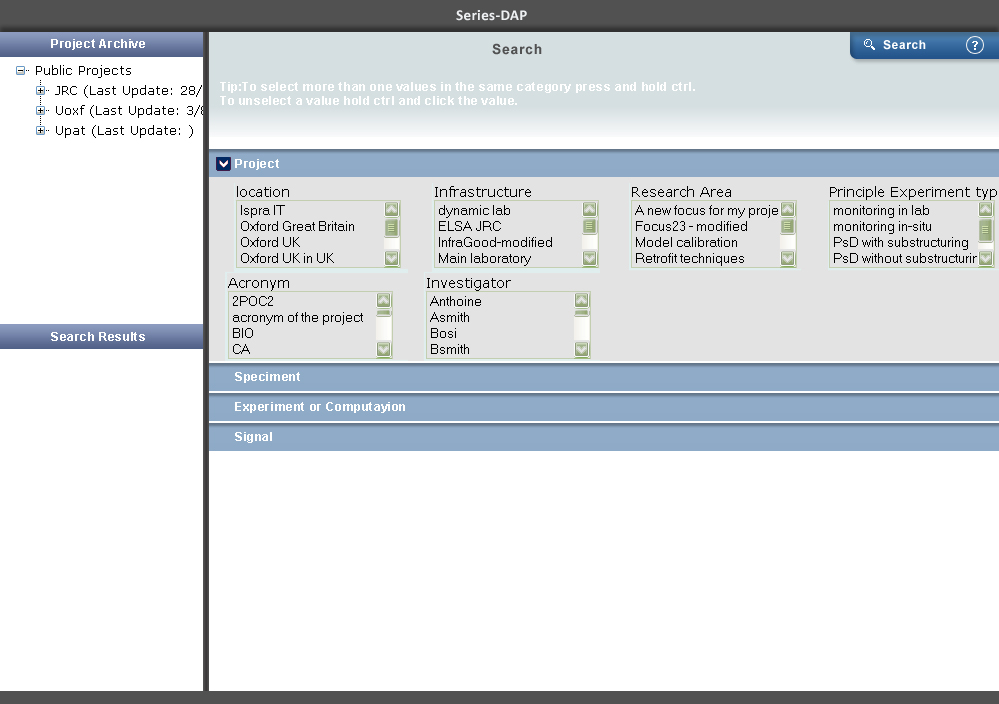 Series-DAP
Project Archive
Public Projects
JRC (Last Update: 28/
Uoxf (Last Update: 3/8
Upat (Last Update: )
Search Results
Search
Search
?
Tip:To select more than one values in the same category press and hold ctrl.
To unselect a value hold ctrl and click the value.
Project
location
Ispra IT
Oxford Great Britain
Oxford UK
Oxford UK in UK
Infrastructure
dynamic lab
ELSA JRC
InfraGood-modified
Main laboratory
Research Area
A new focus for my proje
Focus23 - modified
Model calibration
Retrofit techniques
Principle Experiment typ
monitoring in lab
monitoring in-situ
PsD with substructuring
PsD without substructurin
Acronym
2POC2
acronym of the project
BIO
CA
Investigator
Anthoine
Asmith
Bosi
Bsmith
Speciment
Experiment or Computayion
Signal